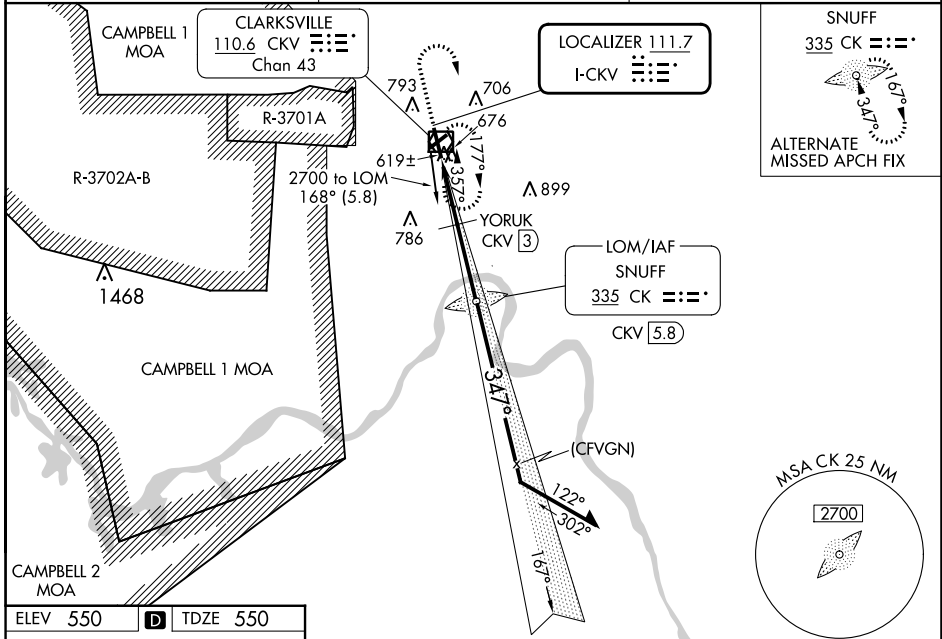 CAMPBELL 1
MOA
CLARKSVILLE
110.6 CKV
Chan 43
LOCALIZER 111.7
I-CKV
SNUFF
335 CK
167°
347°
ALTERNATE
MISSED APCH FIX
793
706
676
R-3701A
R-3702A-B
619±
177°
357°
2700 to LOM
168° (5.8)
899
786
YORUK
CKV 3
LOM/IAF
SNUFF
335 CK
CKV 5.8
1468
CAMPBELL 1 MOA
347°
(CFVGN)
122°
302°
167°
MSA CK 25 NM
2700
CAMPBELL 2
MOA
ELEV 550 D TDZE 550